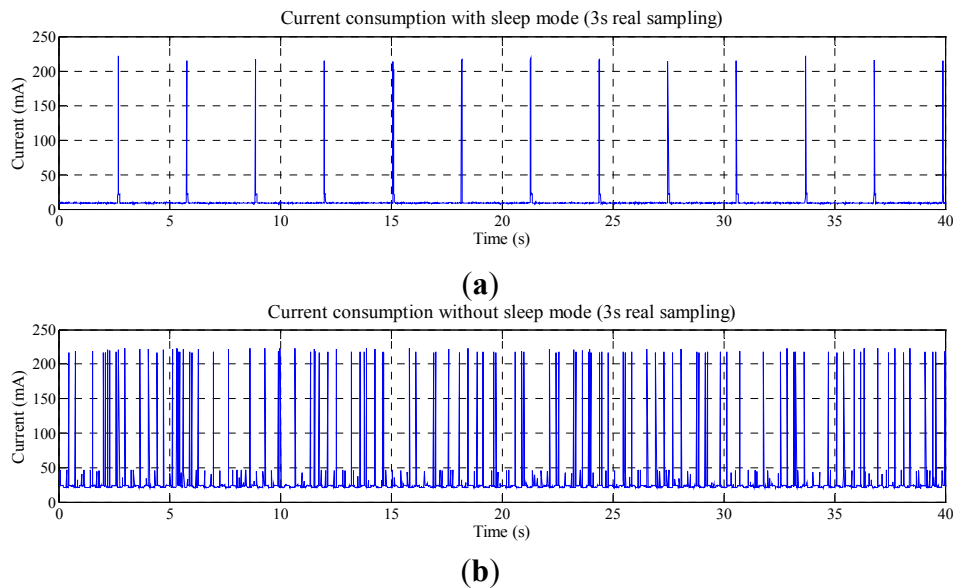 Current consumption with sleep mode (3s real sampling)
250
200
150
100
50
0
Current (mA)
0 5 10 15 20 25 30 35 40
Time (s)
(a)
Current consumption without sleep mode (3s real sampling)
250
200
150
100
50
0
Current (mA)
0 5 10 15 20 25 30 35 40
Time (s)
(b)